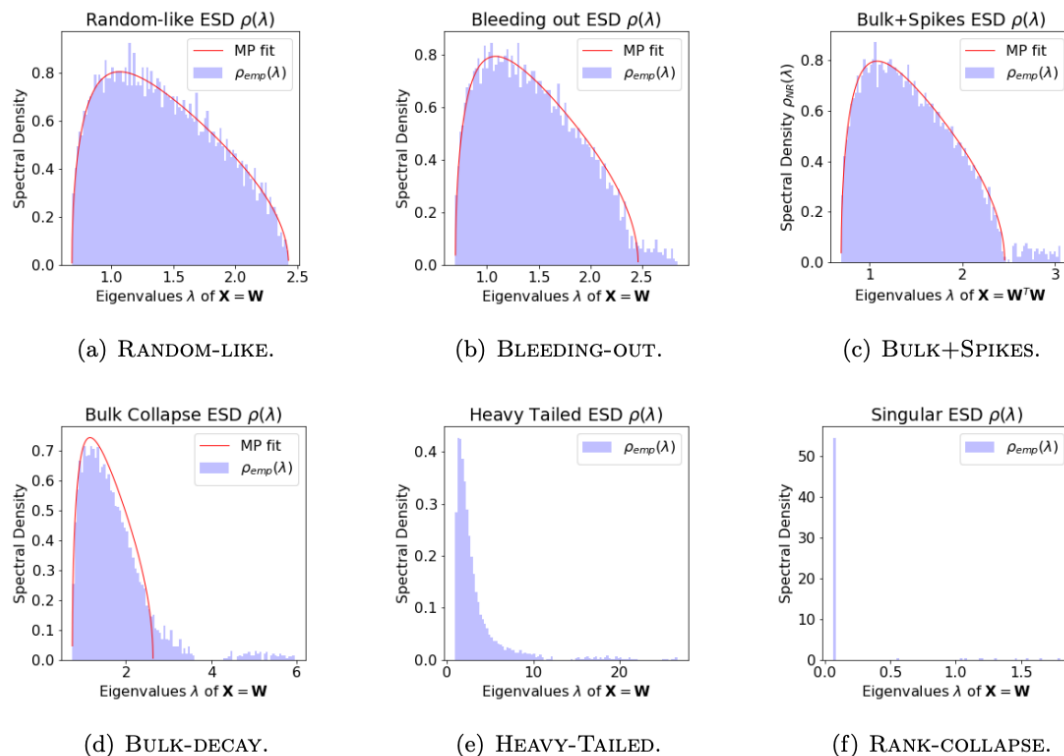 Random-like ESD ρ(λ)
MP fit
ρemp(λ)
Spectral Density
0.8
0.6
0.4
0.2
0.0
1.0 1.5 2.0 2.5
Eigenvalues λ of X = W
(a) RANDOM-LIKE.
Bleeding out ESD ρ(λ)
MP fit
ρemp(λ)
Spectral Density
0.8
0.6
0.4
0.2
0.0
1.0 1.5 2.0 2.5
Eigenvalues λ of X = W
(b) BLEEDING-OUT.
Bulk+Spikes ESD ρ(λ)
MP fit
ρemp(λ)
Spectral Density ρNR(λ)
0.8
0.6
0.4
0.2
0.0
1 2 3
Eigenvalues λ of X = WᵀW
(c) BULK+SPIKES.
Bulk Collapse ESD ρ(λ)
MP fit
ρemp(λ)
Spectral Density
0.7
0.6
0.5
0.4
0.3
0.2
0.1
0.0
2 4 6
Eigenvalues λ of X = W
(d) BULK-DECAY.
Heavy Tailed ESD ρ(λ)
ρemp(λ)
Spectral Density
0.4
0.3
0.2
0.1
0.0
0 10 20
Eigenvalues λ of X = W
(e) HEAVY-TAILED.
Singular ESD ρ(λ)
ρemp(λ)
Spectral Density
50
40
30
20
10
0
0.0 0.5 1.0 1.5
Eigenvalues λ of X = W
(f) RANK-COLLAPSE.